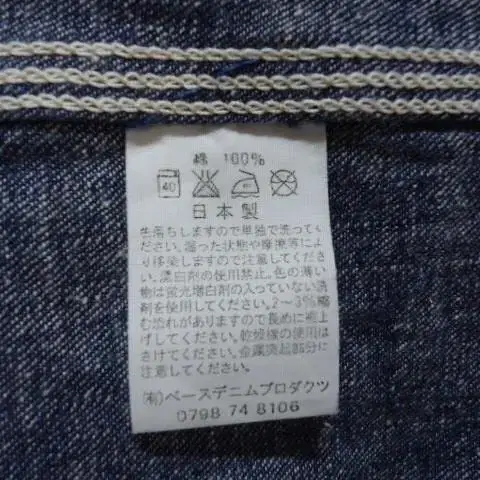 綿 100%
40
日本製
色落ちしますので単独で洗ってく
ださい。湿った状態や摩擦等によ
り移染しますので注意してくださ
い。漂白剤の使用禁止。色の薄い
物は蛍光増白剤の入っていない洗
剤を使用してください。2〜3%縮
む恐れがありますので長めに裾上
げしてください。乾燥機の使用は
さけてください。金属突起部分に
注意してください。
(有)ベースデニムプロダクツ
0798 74 8106